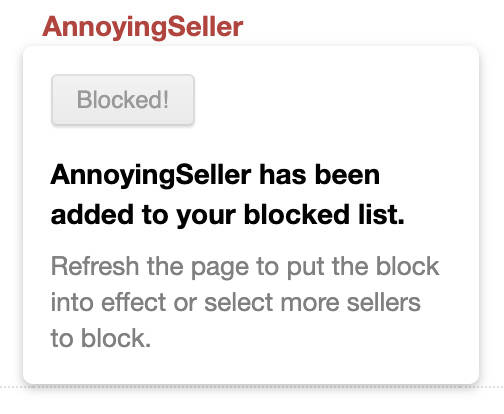 AnnoyingSeller
Blocked!
AnnoyingSeller has been
added to your blocked list.
Refresh the page to put the block
into effect or select more sellers
to block.